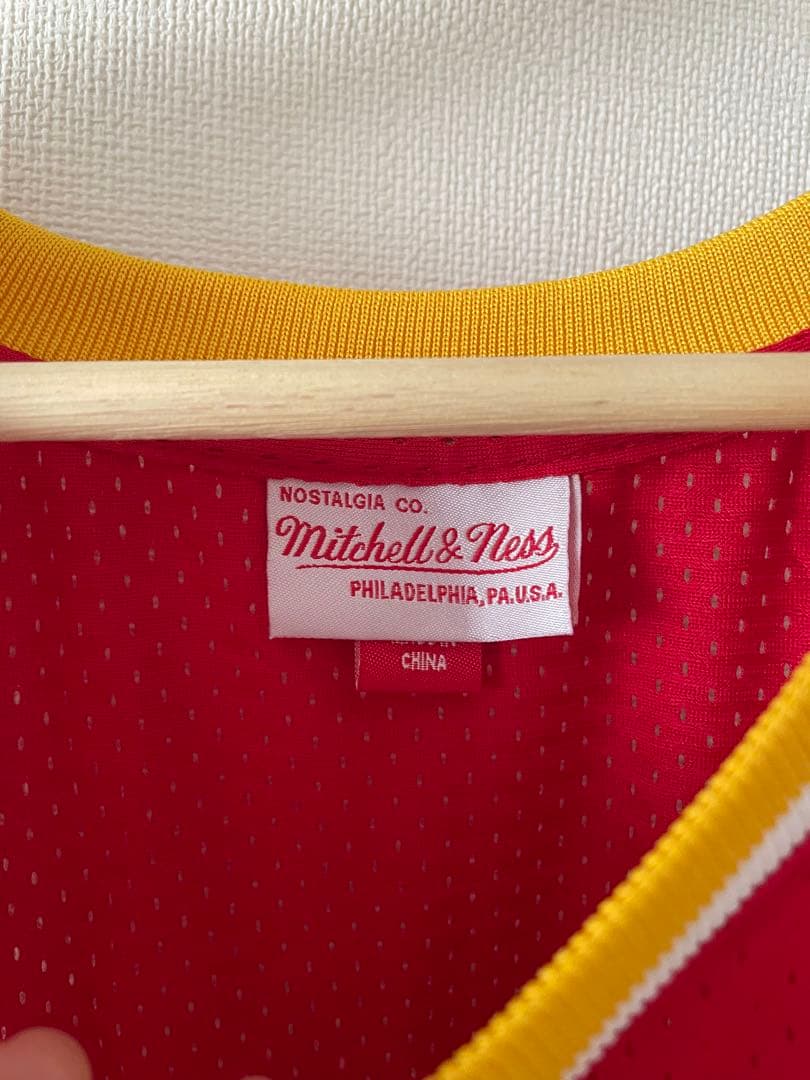 NOSTALGIA CO.
Mitchell & Ness
PHILADELPHIA, PA. U.S.A.
CHINA